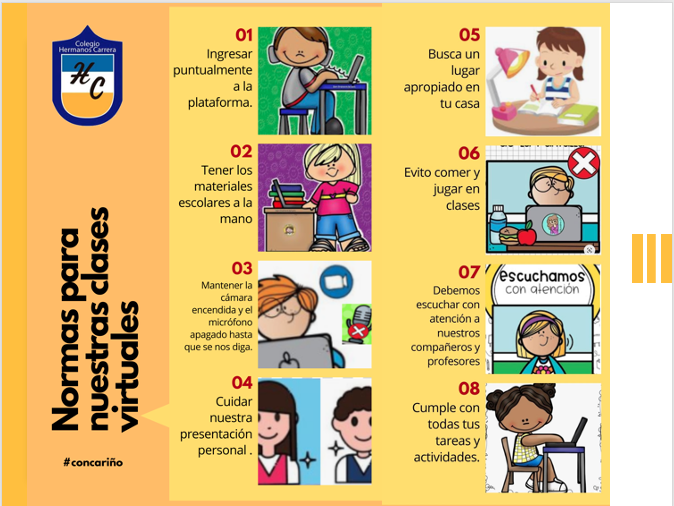 Colegio
Hermanos Carrera
H
C
Normas para
nuestras clases
virtuales
#concariño
01
Ingresar
puntualmente
a la
plataforma.
02
Tener los
materiales
escolares a la
mano
03
Mantener la
cámara
encendida y el
micrófono
apagado hasta
que se nos diga.
04
Cuidar
nuestra
presentación
personal .
05
Busca un
lugar
apropiado en
tu casa
06
Evito comer y
jugar en
clases
07
Debemos
escuchar con
atención a
nuestros
compañeros y
profesores
escuchamos
con atención
08
Cumple con
todas tus
tareas y
actividades.